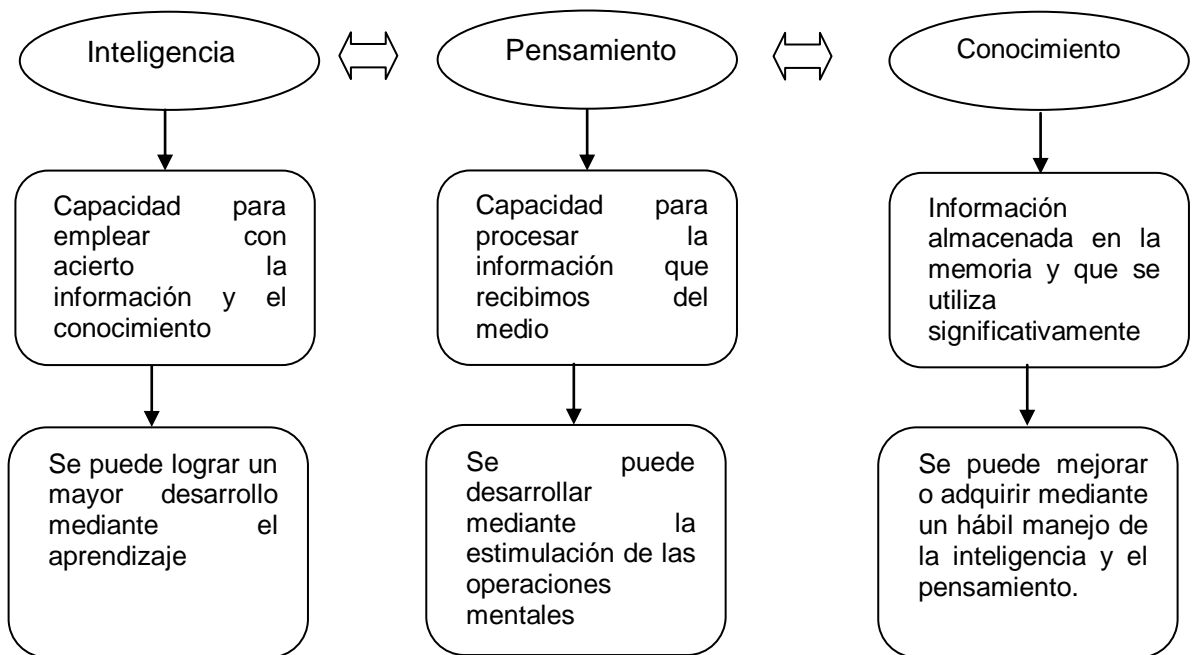 Inteligencia
Pensamiento
Conocimiento
Capacidad para
emplear con
acierto la
información y el
conocimiento
Capacidad para
procesar la
información que
recibimos del
medio
Información
almacenada en la
memoria y que se
utiliza
significativamente
Se puede lograr un
mayor desarrollo
mediante el
aprendizaje
Se puede
desarrollar
mediante la
estimulación de las
operaciones
mentales
Se puede mejorar
o adquirir mediante
un hábil manejo de
la inteligencia y el
pensamiento.